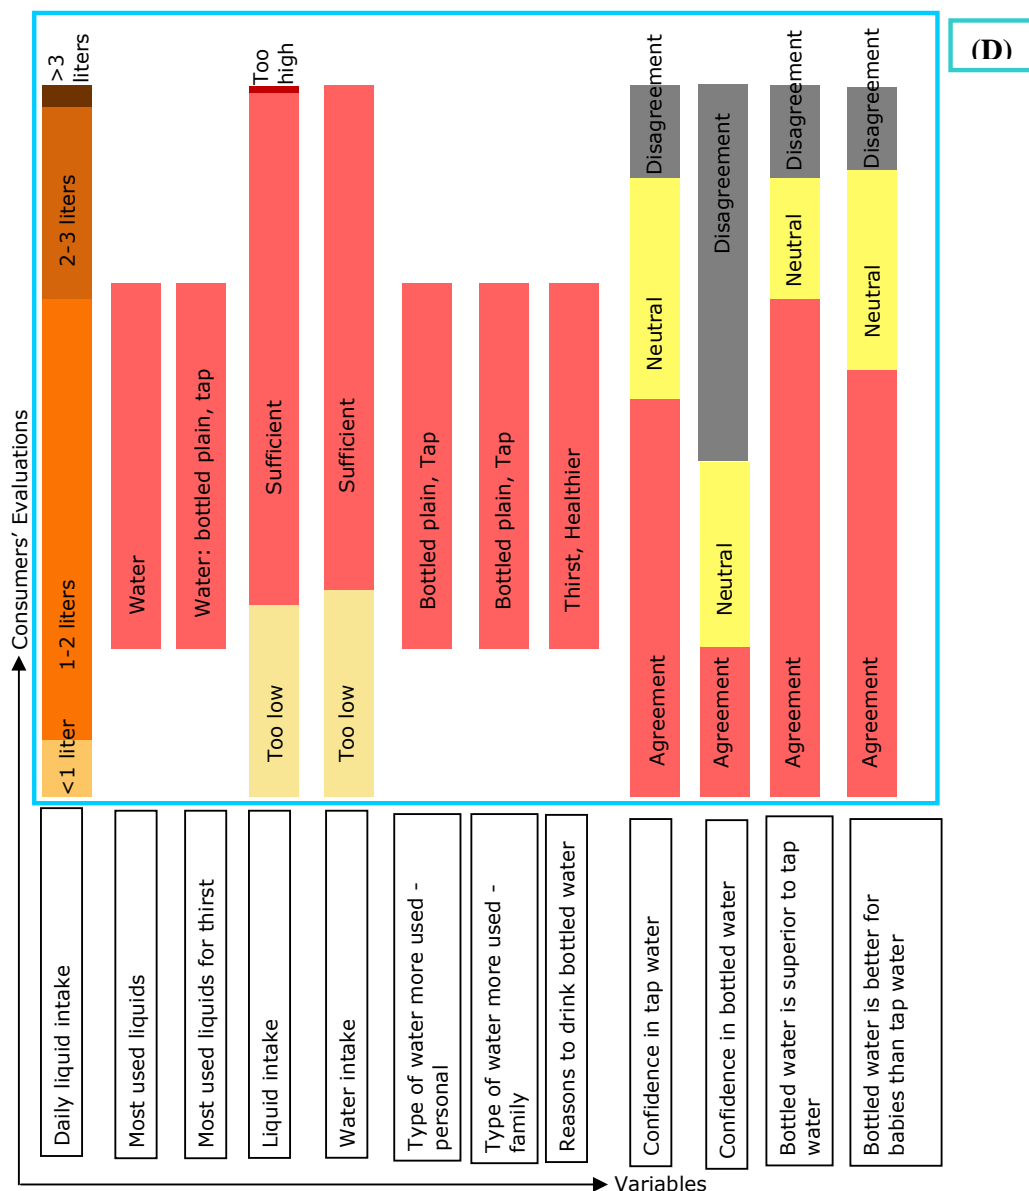 (D)
Consumers’ Evaluations
>3
liters
2-3 liters
1-2 liters
<1 liter
Water
Water: bottled plain, tap
Too
high
Sufficient
Too low
Sufficient
Too low
Bottled plain, Tap
Bottled plain, Tap
Thirst, Healthier
Disagreement
Neutral
Agreement
Disagreement
Neutral
Agreement
Disagreement
Neutral
Agreement
Disagreement
Neutral
Agreement
Daily liquid intake
Most used liquids
Most used liquids for thirst
Liquid intake
Water intake
Type of water more used -
personal
Type of water more used -
family
Reasons to drink bottled water
Confidence in tap water
Confidence in bottled water
Bottled water is superior to tap
water
Bottled water is better for
babies than tap water
Variables